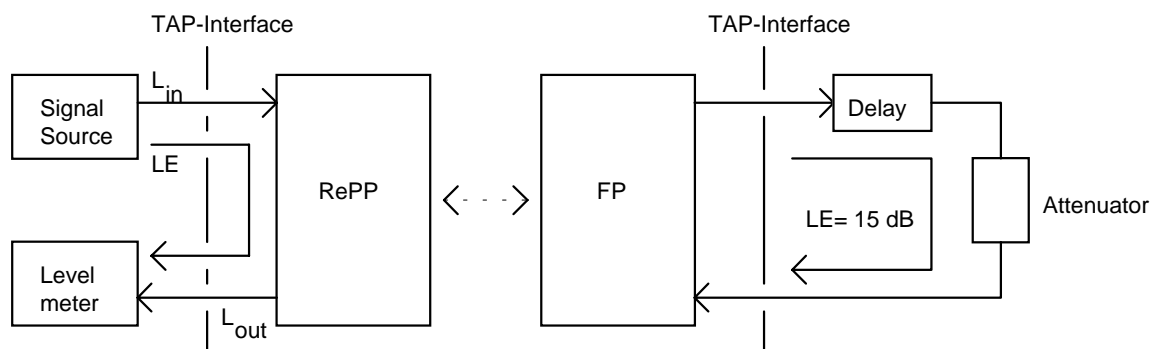 TAP-Interface
TAP-Interface
Signal
Source
Lin
LE
RePP
FP
Delay
LE= 15 dB
Attenuator
Level
meter
Lout